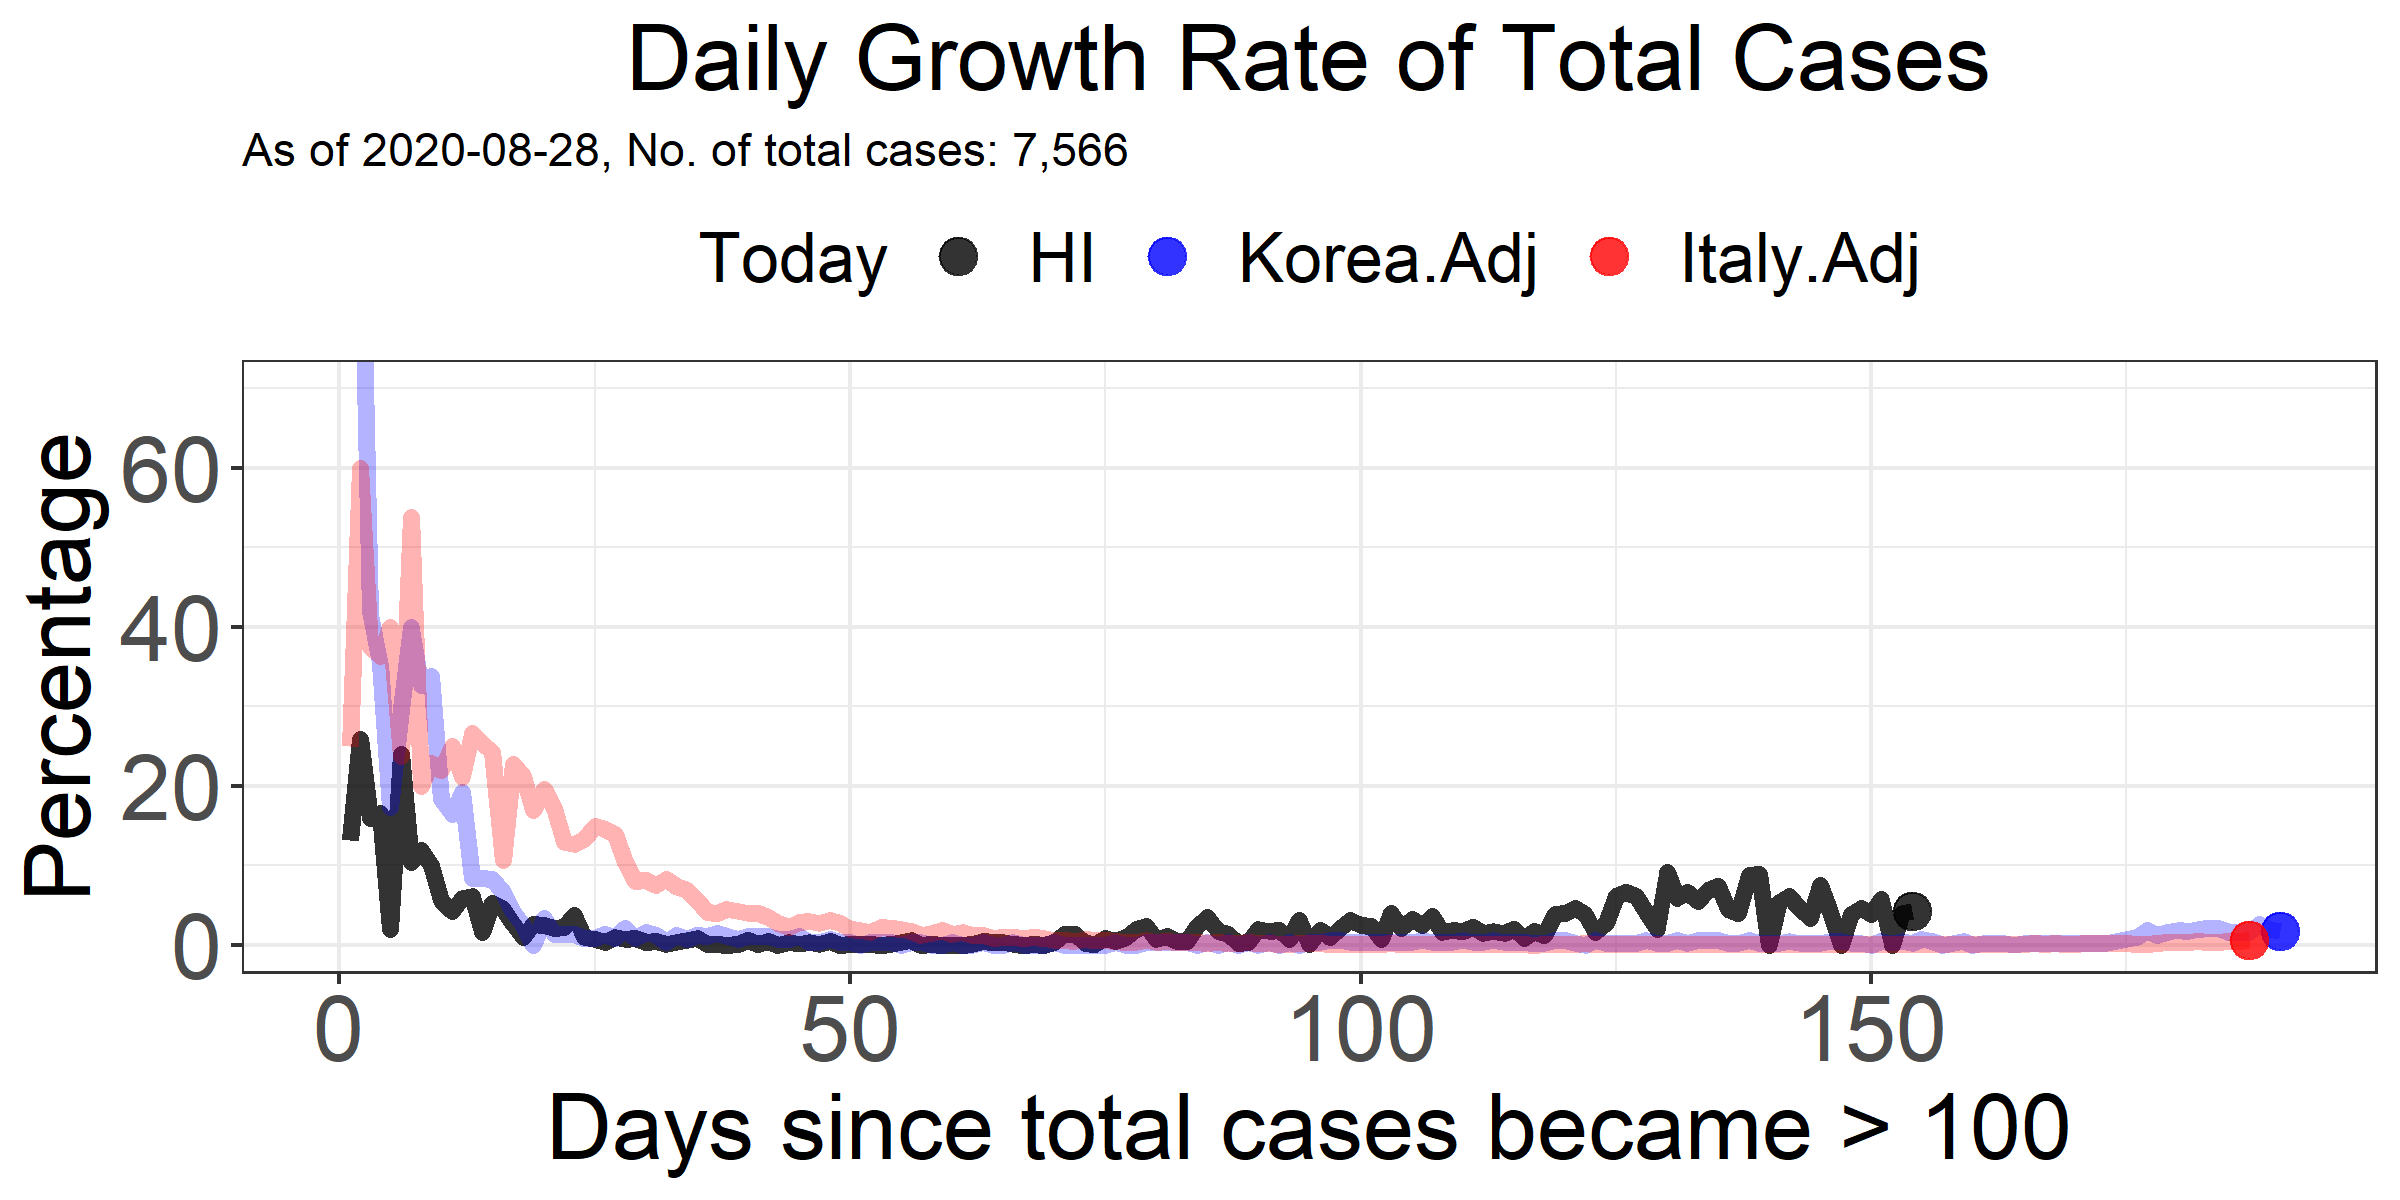 Daily Growth Rate of Total Cases
As of 2020-08-28, No. of total cases: 7,566
Today HI Korea.Adj Italy.Adj
Percentage
60
40
20
0
0 50 100 150
Days since total cases became > 100